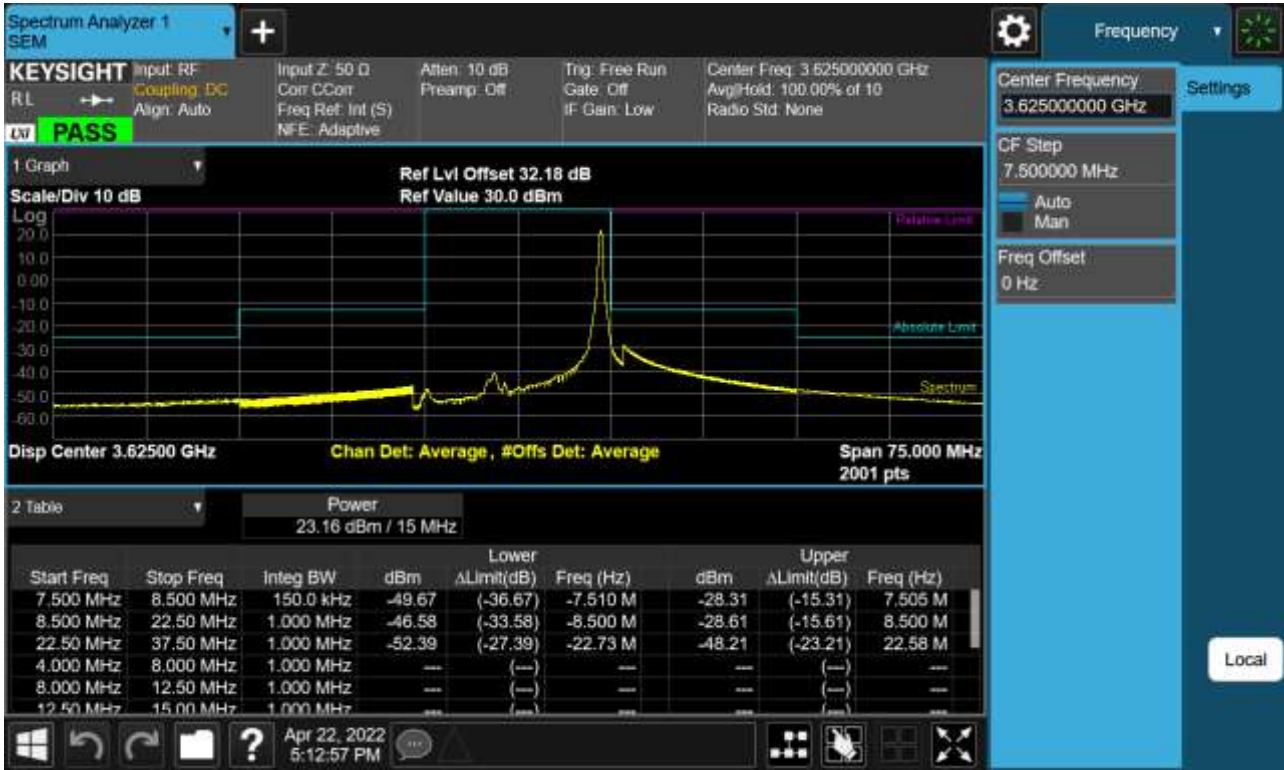 Spectrum Analyzer 1
SEM
Frequency
KEYSIGHT
RL
LXI
PASS
Input: RF
Coupling: DC
Align: Auto
Input Z: 50 Ω
Corr CCorr
Freq Ref: Int (S)
NFE: Adaptive
Atten: 10 dB
Preamp: Off
Trig: Free Run
Gate: Off
IF Gain: Low
Center Freq: 3.625000000 GHz
Avg|Hold: 100.00% of 10
Radio Std: None
Center Frequency
3.625000000 GHz
Settings
CF Step
7.500000 MHz
Auto
Man
Freq Offset
0 Hz
Local
1 Graph
Scale/Div 10 dB
Ref Lvl Offset 32.18 dB
Ref Value 30.0 dBm
Log
20.0
10.0
0.00
-10.0
-20.0
-30.0
-40.0
-50.0
-60.0
Relative Limit
Absolute Limit
Spectrum
Disp Center 3.62500 GHz
Chan Det: Average , #Offs Det: Average
Span 75.000 MHz
2001 pts
2 Table
Power
23.16 dBm / 15 MHz
Lower Upper
Start Freq Stop Freq Integ BW dBm ΔLimit(dB) Freq (Hz) dBm ΔLimit(dB) Freq (Hz)
7.500 MHz 8.500 MHz 150.0 kHz -49.67 (-36.67) -7.510 M -28.31 (-15.31) 7.505 M
8.500 MHz 22.50 MHz 1.000 MHz -46.58 (-33.58) -8.500 M -28.61 (-15.61) 8.500 M
22.50 MHz 37.50 MHz 1.000 MHz -52.39 (-27.39) -22.73 M -48.21 (-23.21) 22.58 M
4.000 MHz 8.000 MHz 1.000 MHz --- (---) --- --- (---) ---
8.000 MHz 12.50 MHz 1.000 MHz --- (---) --- --- (---) ---
12.50 MHz 15.00 MHz 1.000 MHz --- (---) --- --- (---) ---
?
Apr 22, 2022
5:12:57 PM